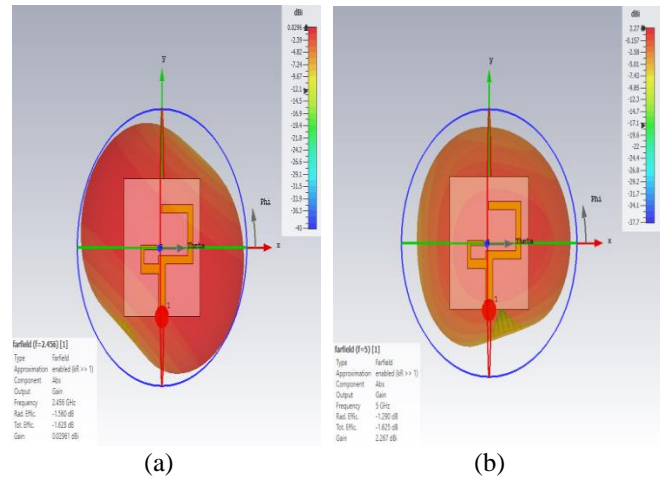 dBi
0.0296
-2.39
-4.82
-7.24
-9.67
-12.1
-14.5
-17
-19.4
-21.8
-24.2
-26.7
-29.1
-31.5
-33.9
-36.3
-40
y
Phi
Theta
x
1
farfield (f=2.456) [1]
Type Farfield
Approximation enabled (kR >> 1)
Component Abs
Output Gain
Frequency 2.456 GHz
Rad. Effic. -1.560 dB
Tot. Effic. -1.628 dB
Gain 0.02961 dBi
(a)
dBi
2.27
-0.157
-2.58
-5.01
-7.43
-9.85
-12.3
-14.7
-17.1
-19.6
-22
-24.4
-26.8
-29.3
-31.7
-34.1
-37.7
y
Phi
Theta
x
1
farfield (f=5) [1]
Type Farfield
Approximation enabled (kR >> 1)
Component Abs
Output Gain
Frequency 5 GHz
Rad. Effic. -1.290 dB
Tot. Effic. -1.625 dB
Gain 2.267 dBi
(b)